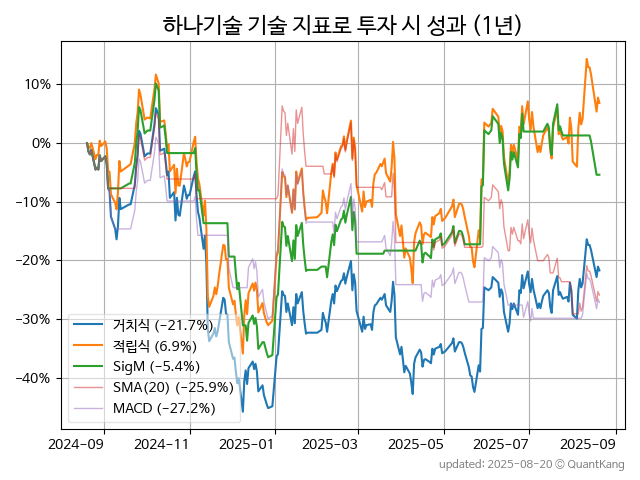 하나기술 기술 지표로 투자 시 성과 (1년)
10%
0%
−10%
−20%
−30%
−40%
거치식 (−21.7%)
적립식 (6.9%)
SigM (−5.4%)
SMA(20) (−25.9%)
MACD (−27.2%)
2024-09 2024-11 2025-01 2025-03 2025-05 2025-07 2025-09
updated: 2025-08-20 © QuantKang